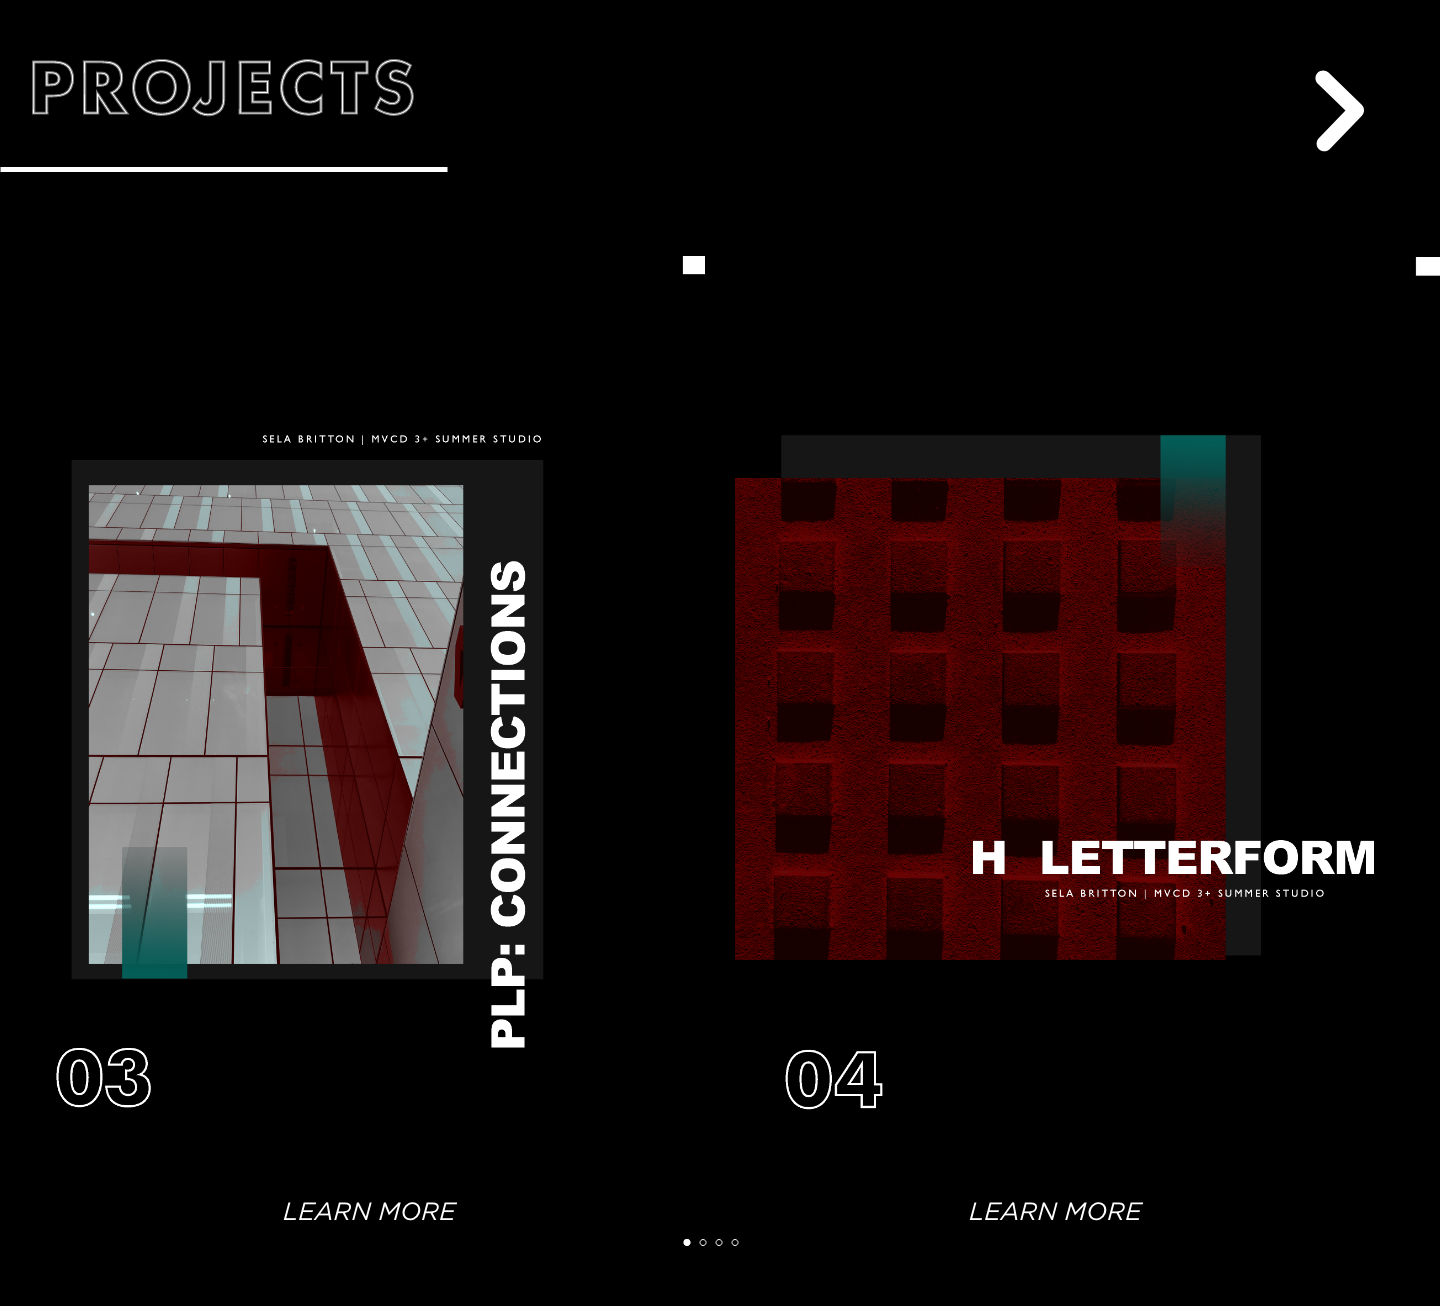 PROJECTS
SELA BRITTON | MVCD 3+ SUMMER STUDIO
PLP: CONNECTIONS
03
LEARN MORE
H LETTERFORM
SELA BRITTON | MVCD 3+ SUMMER STUDIO
04
LEARN MORE